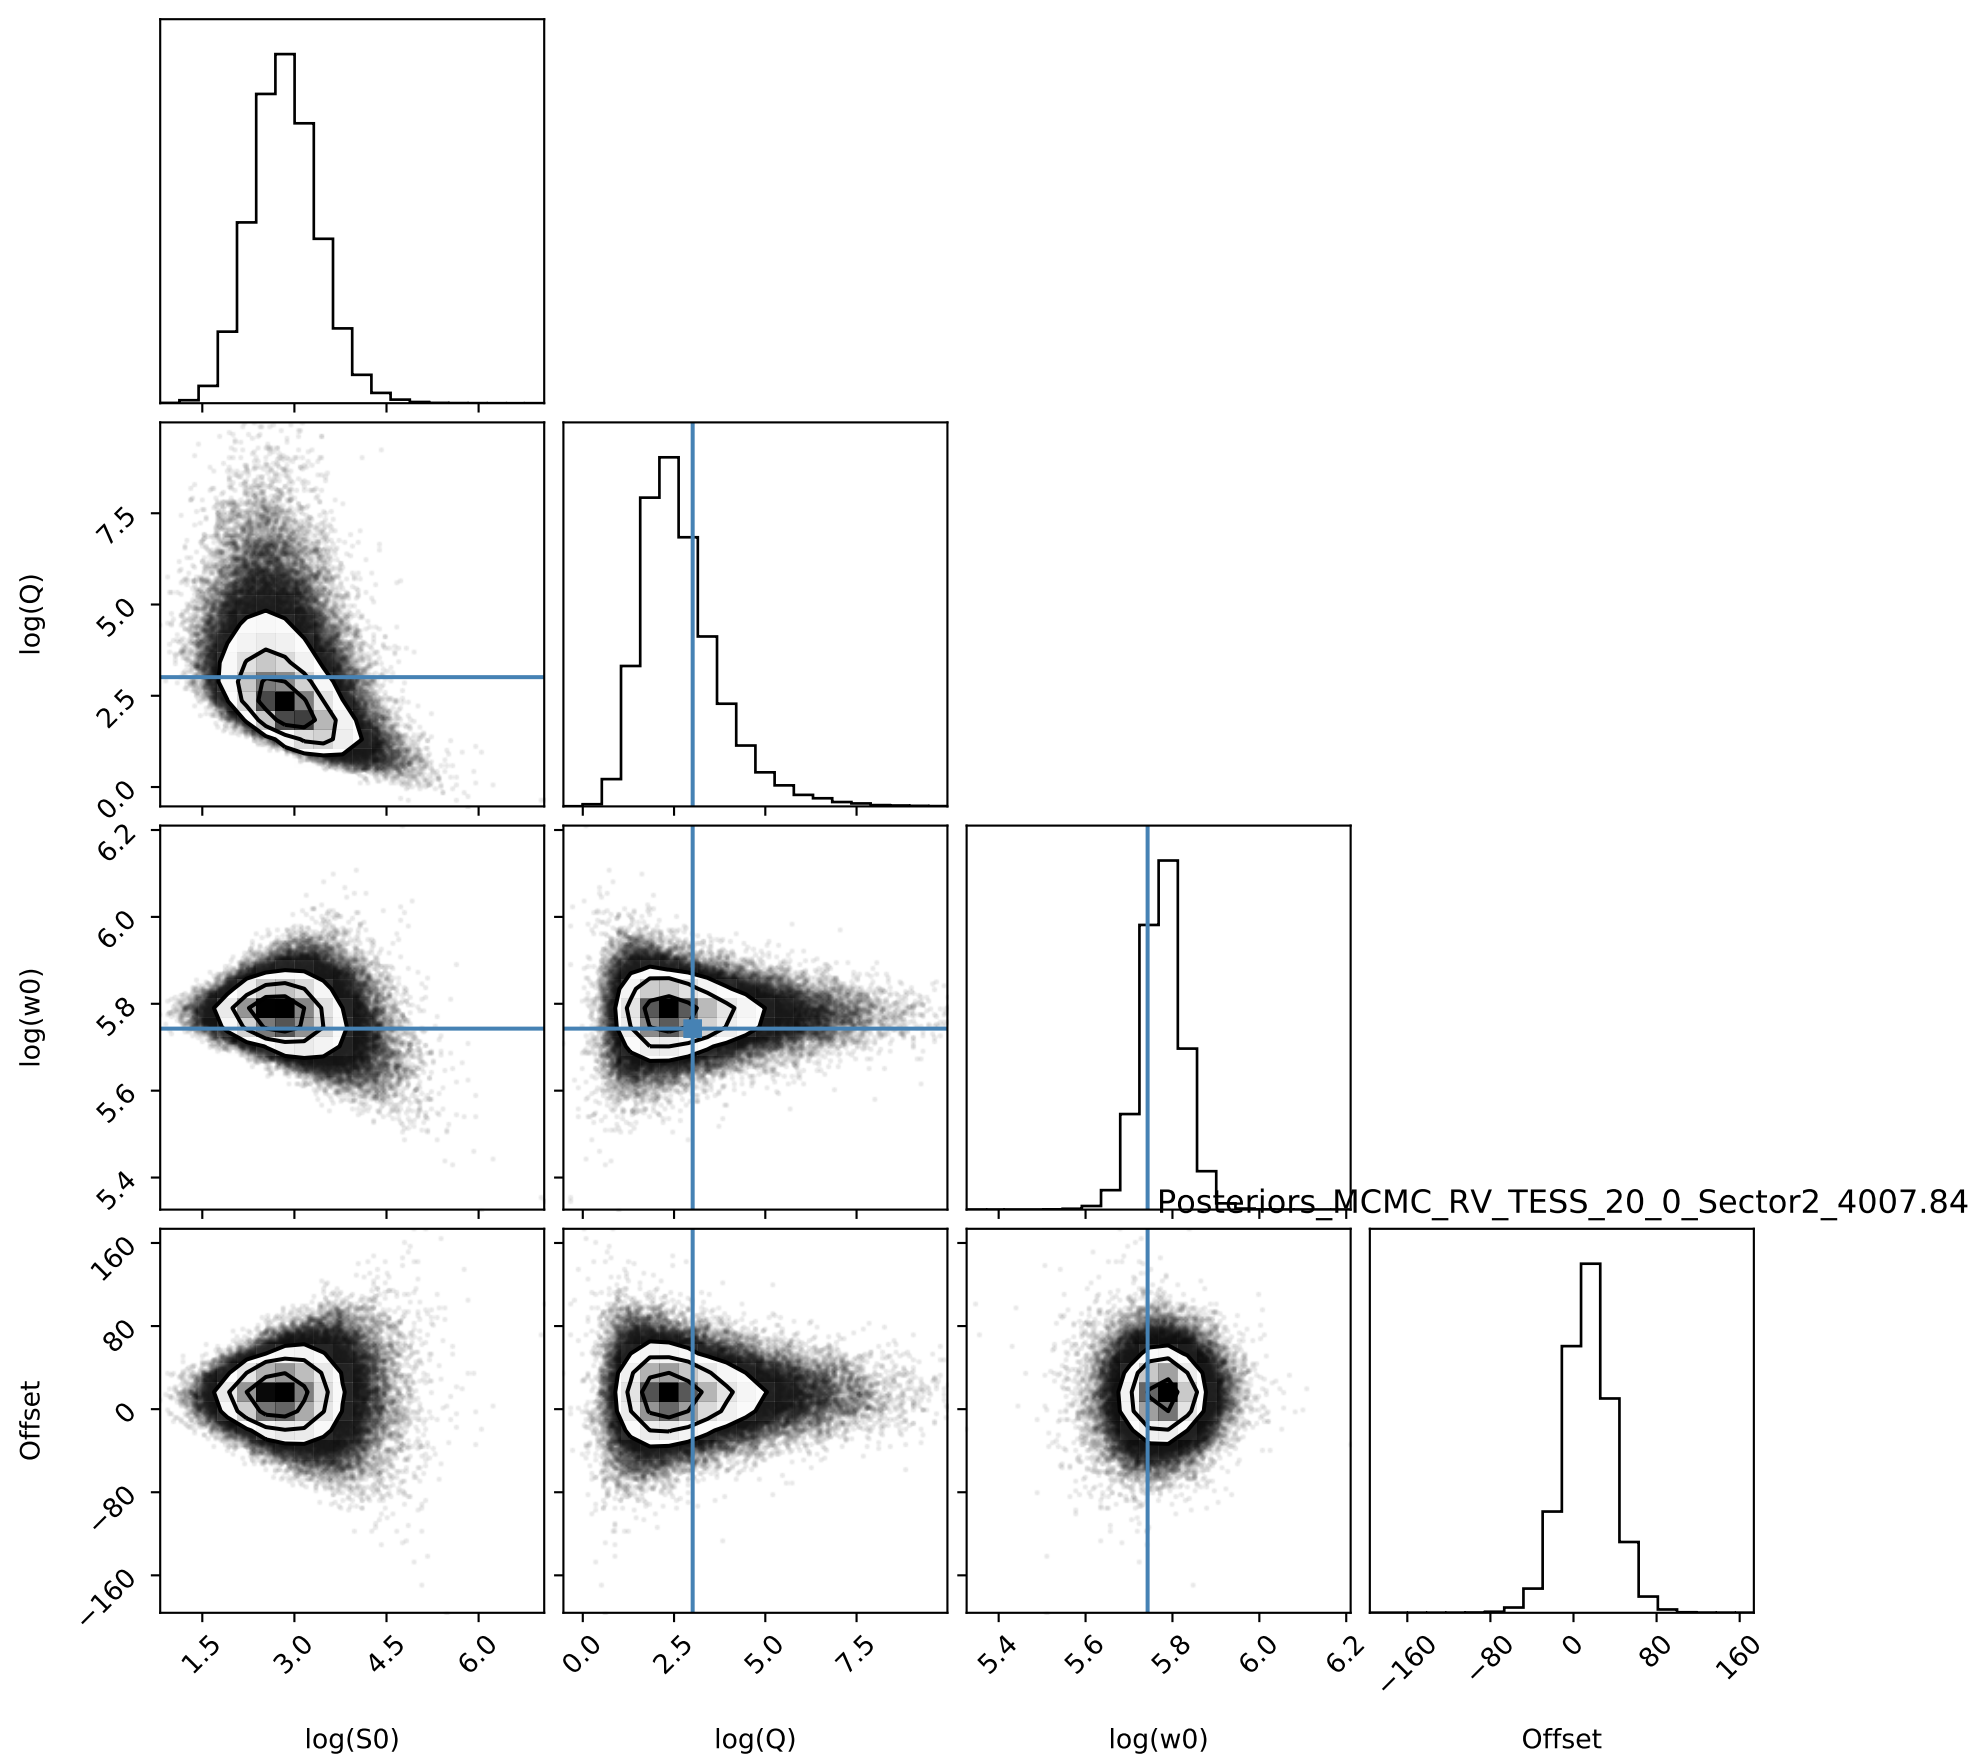 log(Q)
7.5
5.0
2.5
0.0
log(w0)
6.2
6.0
5.8
5.6
5.4
Posteriors_MCMC_RV_TESS_20_0_Sector2_4007.84
Offset
160
80
0
−80
−160
1.5 3.0 4.5 6.0 0.0 2.5 5.0 7.5 5.4 5.6 5.8 6.0 6.2 −160 −80 0 80 160
log(S0) log(Q) log(w0) Offset